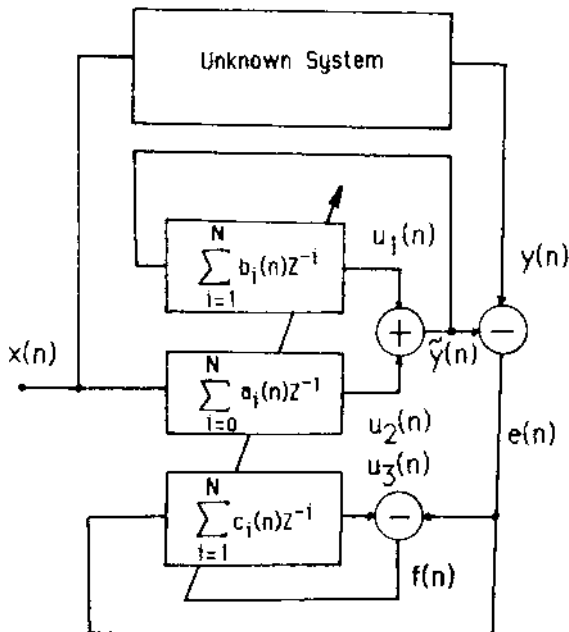 Unknown System
N
∑ b_i(n)Z^{-i}
i=1
u_1(n)
y(n)
x(n)
+
ỹ(n)
−
N
∑ a_i(n)Z^{-i}
i=0
u_2(n)
e(n)
u_3(n)
N
∑ c_i(n)Z^{-i}
i=1
−
f(n)